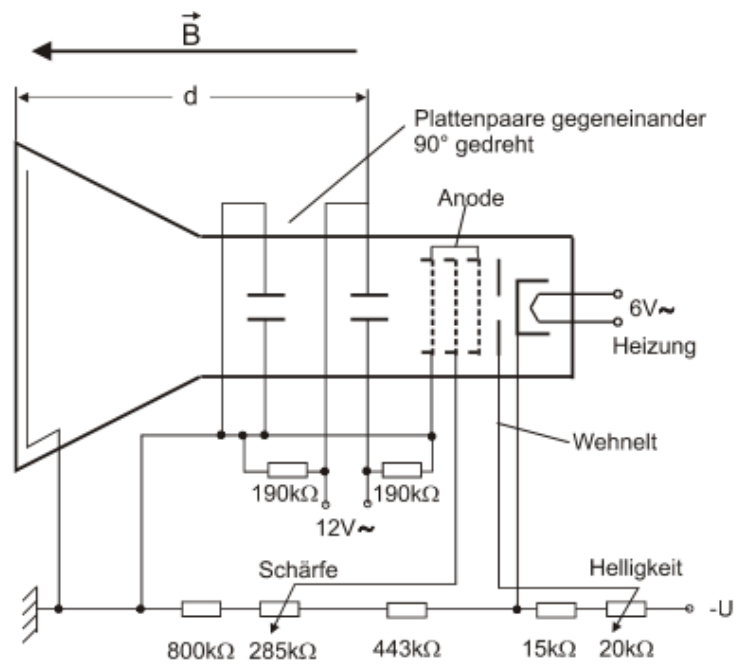 B
d
Plattenpaare gegeneinander
90° gedreht
Anode
6V~
Heizung
Wehnelt
190kΩ
190kΩ
12V~
Schärfe
Helligkeit
-U
800kΩ
285kΩ
443kΩ
15kΩ
20kΩ